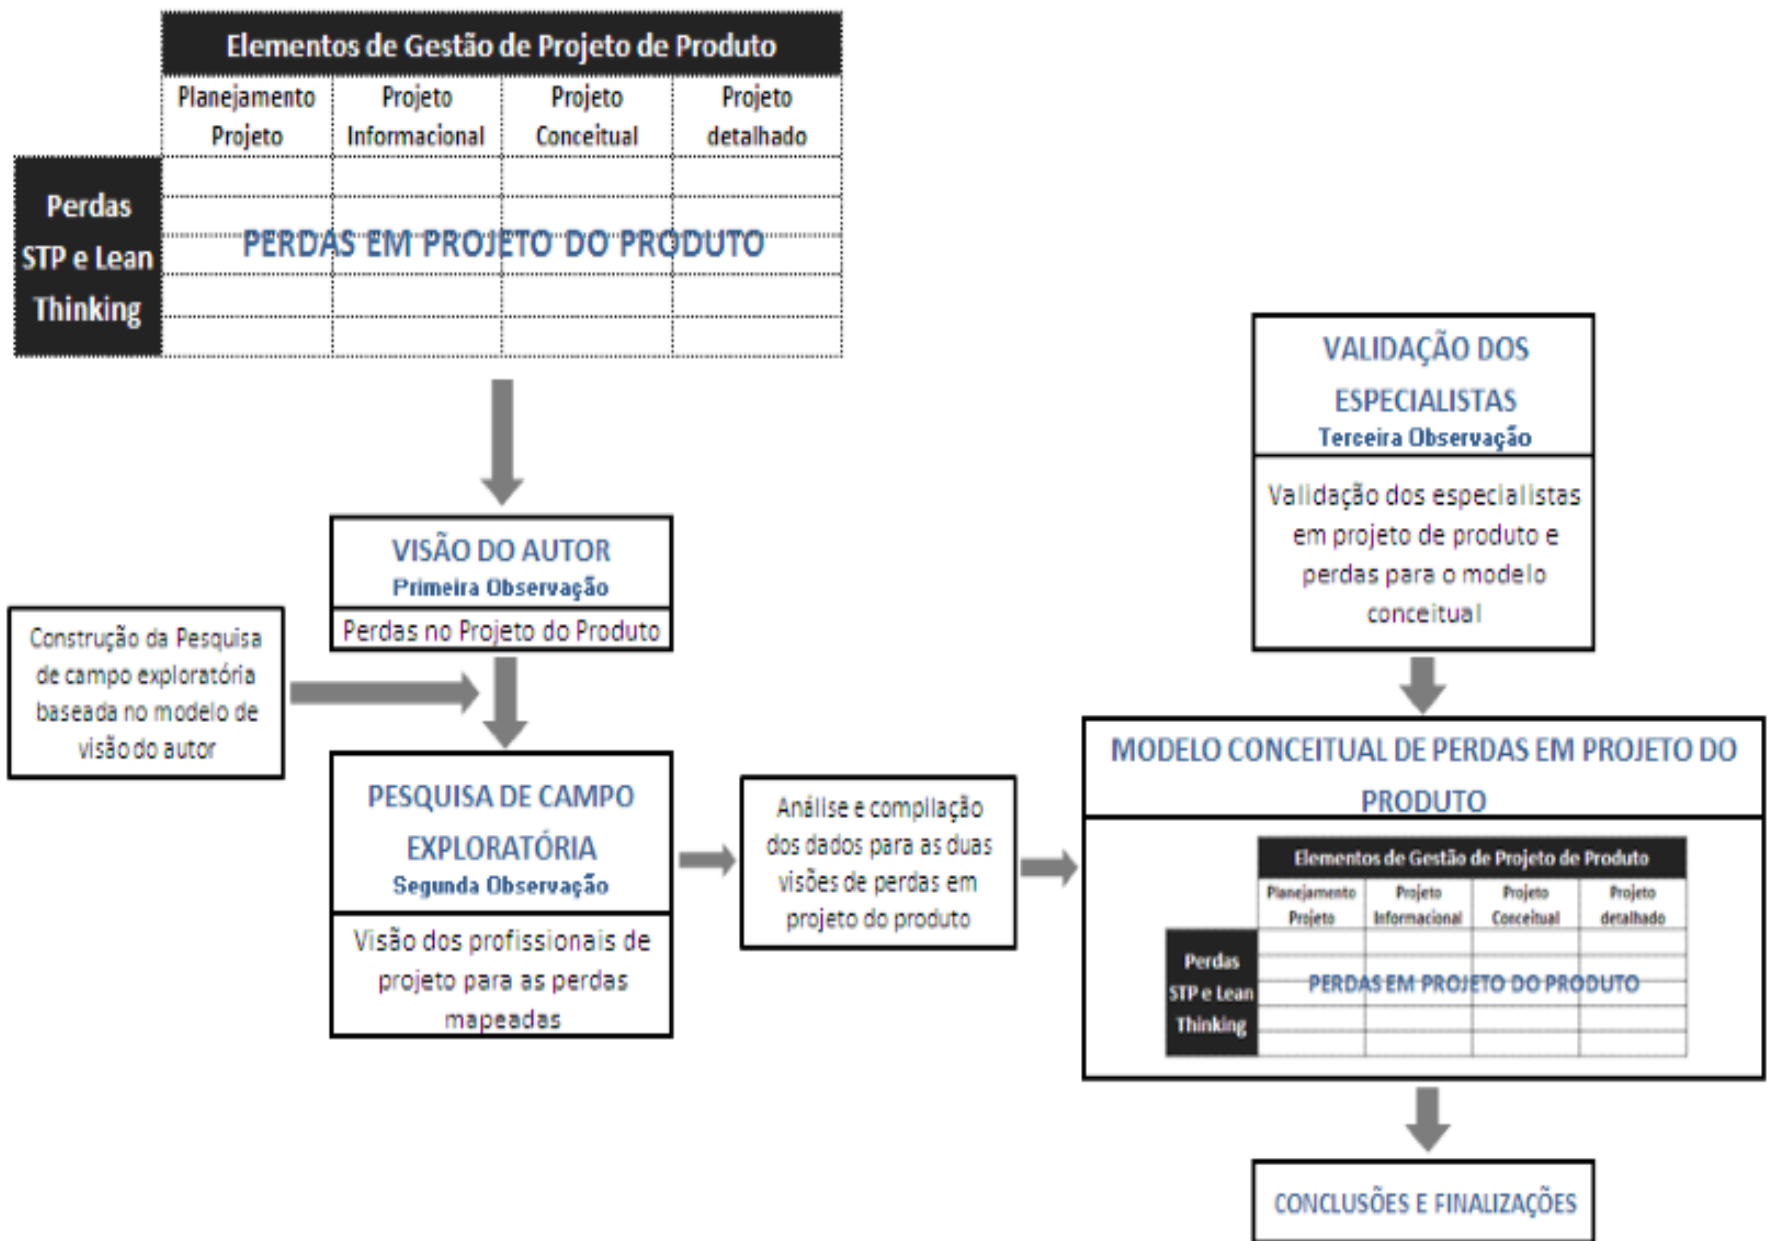 Elementos de Gestão de Projeto de Produto
Planejamento Projeto Projeto Projeto
Projeto Informacional Conceitual detalhado
Perdas
STP e Lean
Thinking
PERDAS EM PROJETO DO PRODUTO
VISÃO DO AUTOR
Primeira Observação
Perdas no Projeto do Produto
Construção da Pesquisa
de campo exploratória
baseada no modelo de
visão do autor
PESQUISA DE CAMPO
EXPLORATÓRIA
Segunda Observação
Visão dos profissionais de
projeto para as perdas
mapeadas
Análise e compilação
dos dados para as duas
visões de perdas em
projeto do produto
VALIDAÇÃO DOS
ESPECIALISTAS
Terceira Observação
Validação dos especialistas
em projeto de produto e
perdas para o modelo
conceitual
MODELO CONCEITUAL DE PERDAS EM PROJETO DO
PRODUTO
Elementos de Gestão de Projeto de Produto
Planejamento Projeto Projeto Projeto
Projeto Informacional Conceitual detalhado
Perdas
STP e Lean
Thinking
PERDAS EM PROJETO DO PRODUTO
CONCLUSÕES E FINALIZAÇÕES